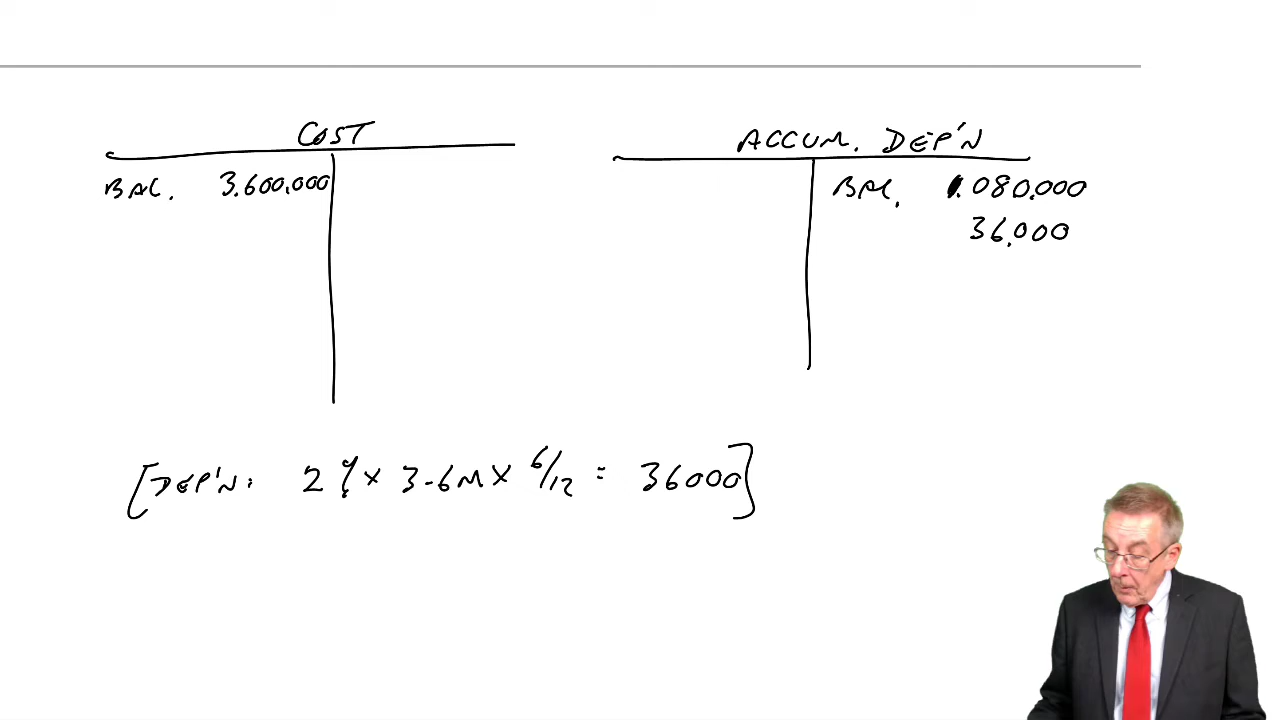 COST
BAL. 3.600.000
ACCUM. DEP'N
BAL. 1.080.000
36.000
[DEP'N: 2% × 3.6M × 6/12 = 36000]